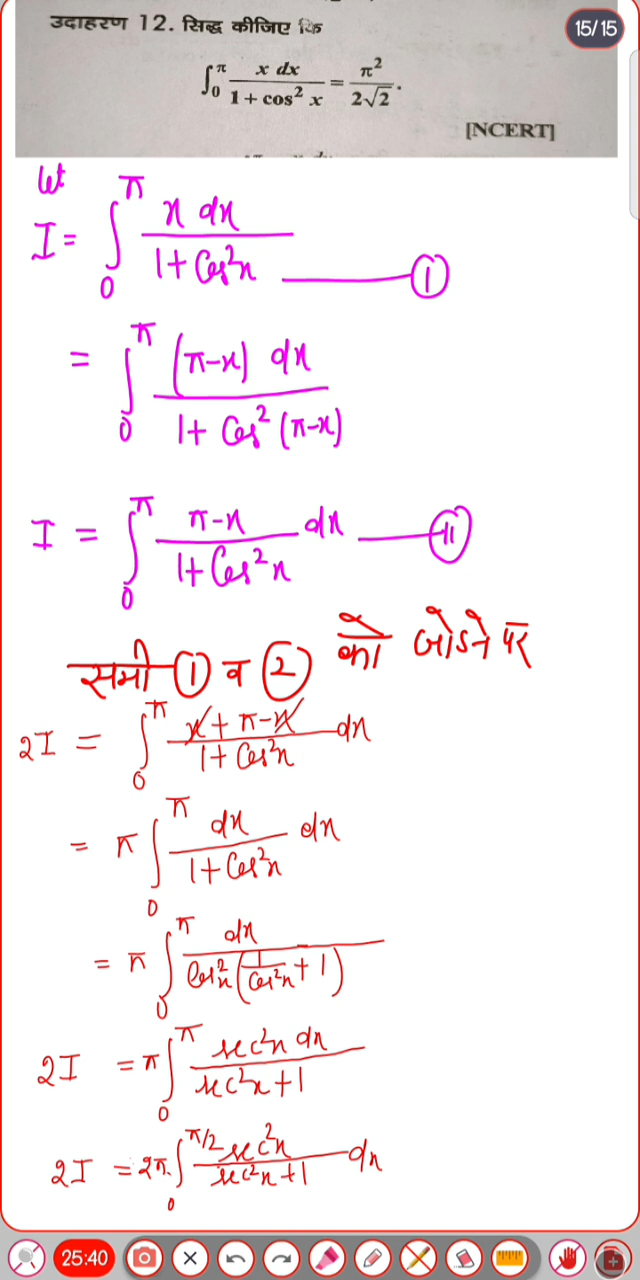 उदाहरण 12. सिद्ध कीजिए कि
15/15
∫₀^π x dx / (1 + cos² x) = π² / (2√2).
[NCERT]
let
I = ∫₀^π x dx / (1 + Cos²x) ——— ①
= ∫₀^π (π-x) dx / (1 + Cos² (π-x))
I = ∫₀^π (π-x) / (1 + Cos²x) dx ——— ⑪
समी ① व ② को जोडने पर
2I = ∫₀^π (x + π - x) / (1 + Cos²x) dx
= π ∫₀^π dx / (1 + Cos²x) dx
= π ∫₀^π dx / (Cos²x (1/Cos²x + 1))
2I = π ∫₀^π sec²x dx / (sec²x + 1)
2I = 2π ∫₀^π/2 sec²x / (sec²x + 1) dx
25:40